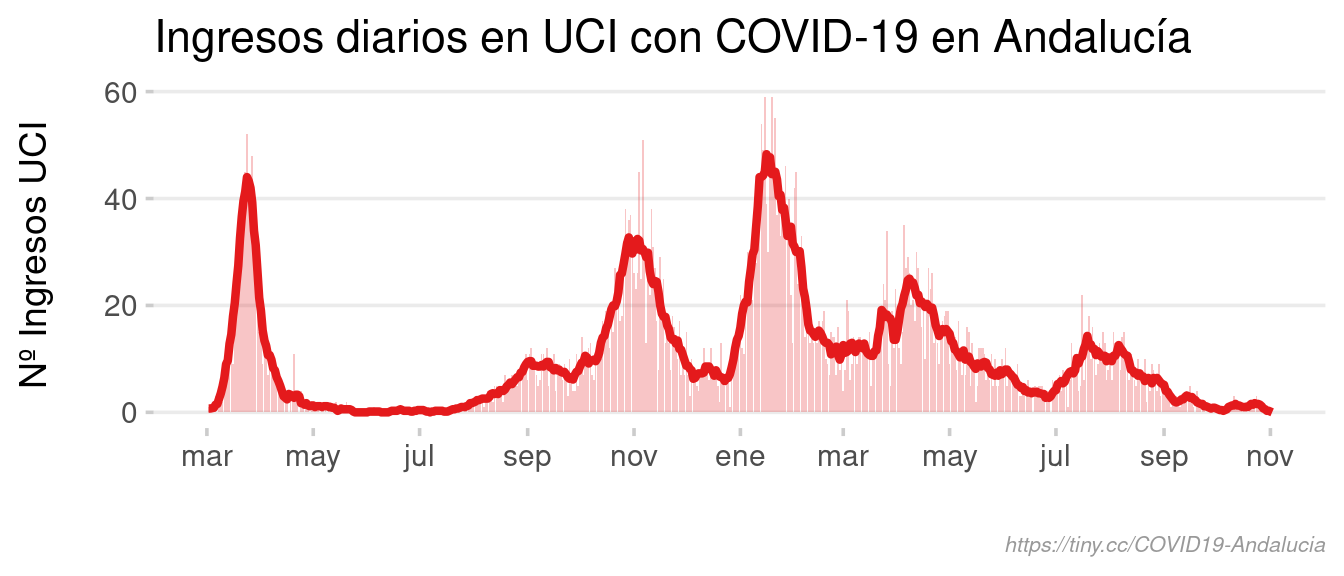 Ingresos diarios en UCI con COVID-19 en Andalucía
Nº Ingresos UCI
60
40
20
0
mar may jul sep nov ene mar may jul sep nov
https://tiny.cc/COVID19-Andalucia